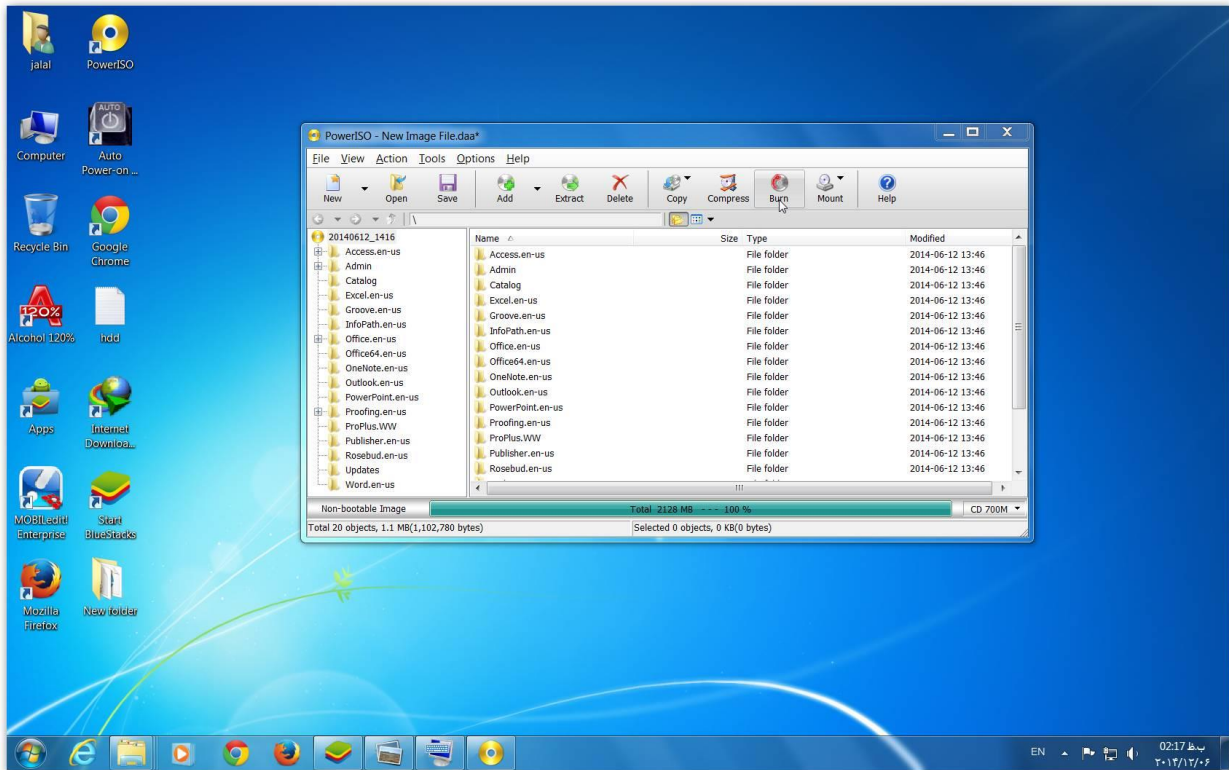 jalal
PowerISO
Computer
AUTO
Auto
Power-on ...
Recycle Bin
Google
Chrome
120%
Alcohol 120%
hdd
Apps
Internet
Downloa...
MOBILedit!
Enterprise
Start
BlueStacks
Mozilla
Firefox
New folder
PowerISO - New Image File.daa*
File View Action Tools Options Help
New Open Save Add Extract Delete Copy Compress Burn Mount Help
\
20140612_1416
Access.en-us
Admin
Catalog
Excel.en-us
Groove.en-us
InfoPath.en-us
Office.en-us
Office64.en-us
OneNote.en-us
Outlook.en-us
PowerPoint.en-us
Proofing.en-us
ProPlus.WW
Publisher.en-us
Rosebud.en-us
Updates
Word.en-us
Name Size Type Modified
Access.en-us File folder 2014-06-12 13:46
Admin File folder 2014-06-12 13:46
Catalog File folder 2014-06-12 13:46
Excel.en-us File folder 2014-06-12 13:46
Groove.en-us File folder 2014-06-12 13:46
InfoPath.en-us File folder 2014-06-12 13:46
Office.en-us File folder 2014-06-12 13:46
Office64.en-us File folder 2014-06-12 13:46
OneNote.en-us File folder 2014-06-12 13:46
Outlook.en-us File folder 2014-06-12 13:46
PowerPoint.en-us File folder 2014-06-12 13:46
Proofing.en-us File folder 2014-06-12 13:46
ProPlus.WW File folder 2014-06-12 13:46
Publisher.en-us File folder 2014-06-12 13:46
Rosebud.en-us File folder 2014-06-12 13:46
Non-bootable Image Total 2128 MB --- 100 % CD 700M
Total 20 objects, 1.1 MB(1,102,780 bytes) Selected 0 objects, 0 KB(0 bytes)
EN
02:17 ب.ظ
٢٠١۴/١٢/٠۶